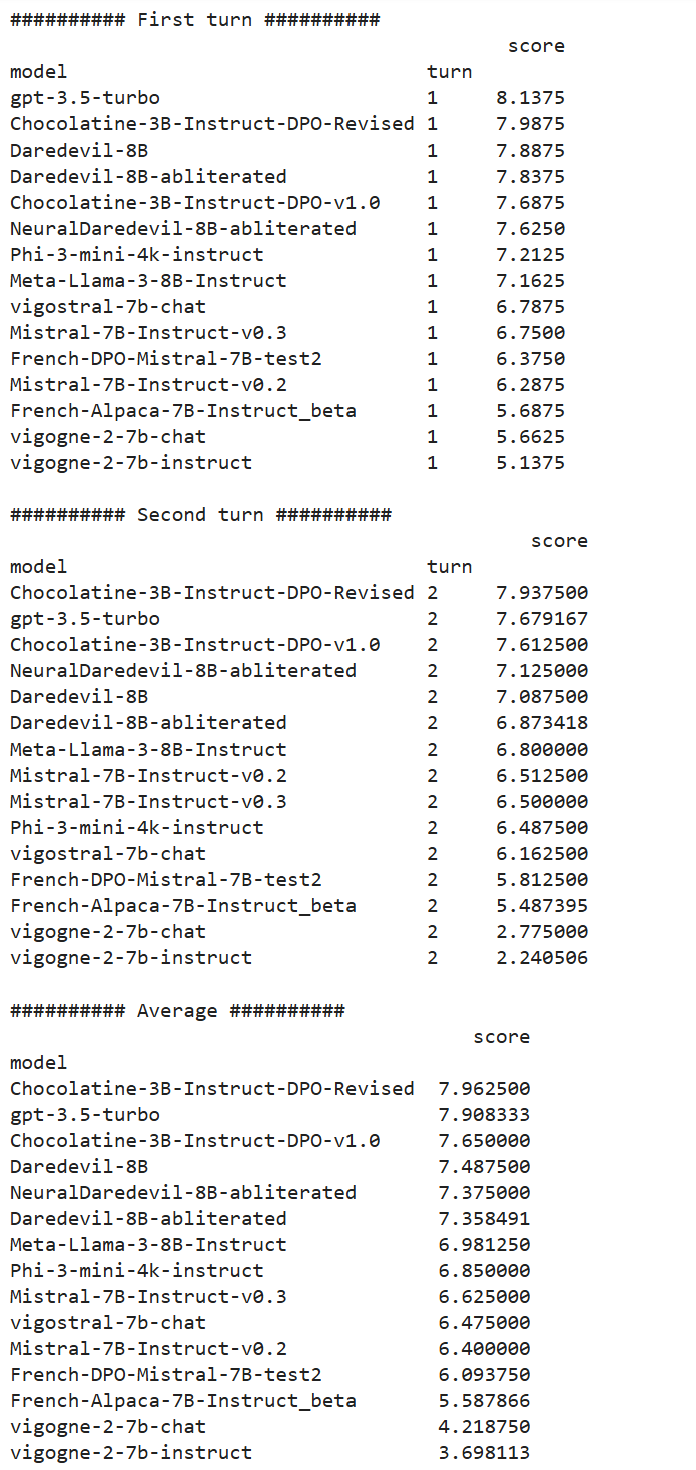 ########## First turn ##########
score
model turn
gpt-3.5-turbo 1 8.1375
Chocolatine-3B-Instruct-DPO-Revised 1 7.9875
Daredevil-8B 1 7.8875
Daredevil-8B-abliterated 1 7.8375
Chocolatine-3B-Instruct-DPO-v1.0 1 7.6875
NeuralDaredevil-8B-abliterated 1 7.6250
Phi-3-mini-4k-instruct 1 7.2125
Meta-Llama-3-8B-Instruct 1 7.1625
vigostral-7b-chat 1 6.7875
Mistral-7B-Instruct-v0.3 1 6.7500
French-DPO-Mistral-7B-test2 1 6.3750
Mistral-7B-Instruct-v0.2 1 6.2875
French-Alpaca-7B-Instruct_beta 1 5.6875
vigogne-2-7b-chat 1 5.6625
vigogne-2-7b-instruct 1 5.1375
########## Second turn ##########
score
model turn
Chocolatine-3B-Instruct-DPO-Revised 2 7.937500
gpt-3.5-turbo 2 7.679167
Chocolatine-3B-Instruct-DPO-v1.0 2 7.612500
NeuralDaredevil-8B-abliterated 2 7.125000
Daredevil-8B 2 7.087500
Daredevil-8B-abliterated 2 6.873418
Meta-Llama-3-8B-Instruct 2 6.800000
Mistral-7B-Instruct-v0.2 2 6.512500
Mistral-7B-Instruct-v0.3 2 6.500000
Phi-3-mini-4k-instruct 2 6.487500
vigostral-7b-chat 2 6.162500
French-DPO-Mistral-7B-test2 2 5.812500
French-Alpaca-7B-Instruct_beta 2 5.487395
vigogne-2-7b-chat 2 2.775000
vigogne-2-7b-instruct 2 2.240506
########## Average ##########
score
model
Chocolatine-3B-Instruct-DPO-Revised 7.962500
gpt-3.5-turbo 7.908333
Chocolatine-3B-Instruct-DPO-v1.0 7.650000
Daredevil-8B 7.487500
NeuralDaredevil-8B-abliterated 7.375000
Daredevil-8B-abliterated 7.358491
Meta-Llama-3-8B-Instruct 6.981250
Phi-3-mini-4k-instruct 6.850000
Mistral-7B-Instruct-v0.3 6.625000
vigostral-7b-chat 6.475000
Mistral-7B-Instruct-v0.2 6.400000
French-DPO-Mistral-7B-test2 6.093750
French-Alpaca-7B-Instruct_beta 5.587866
vigogne-2-7b-chat 4.218750
vigogne-2-7b-instruct 3.698113